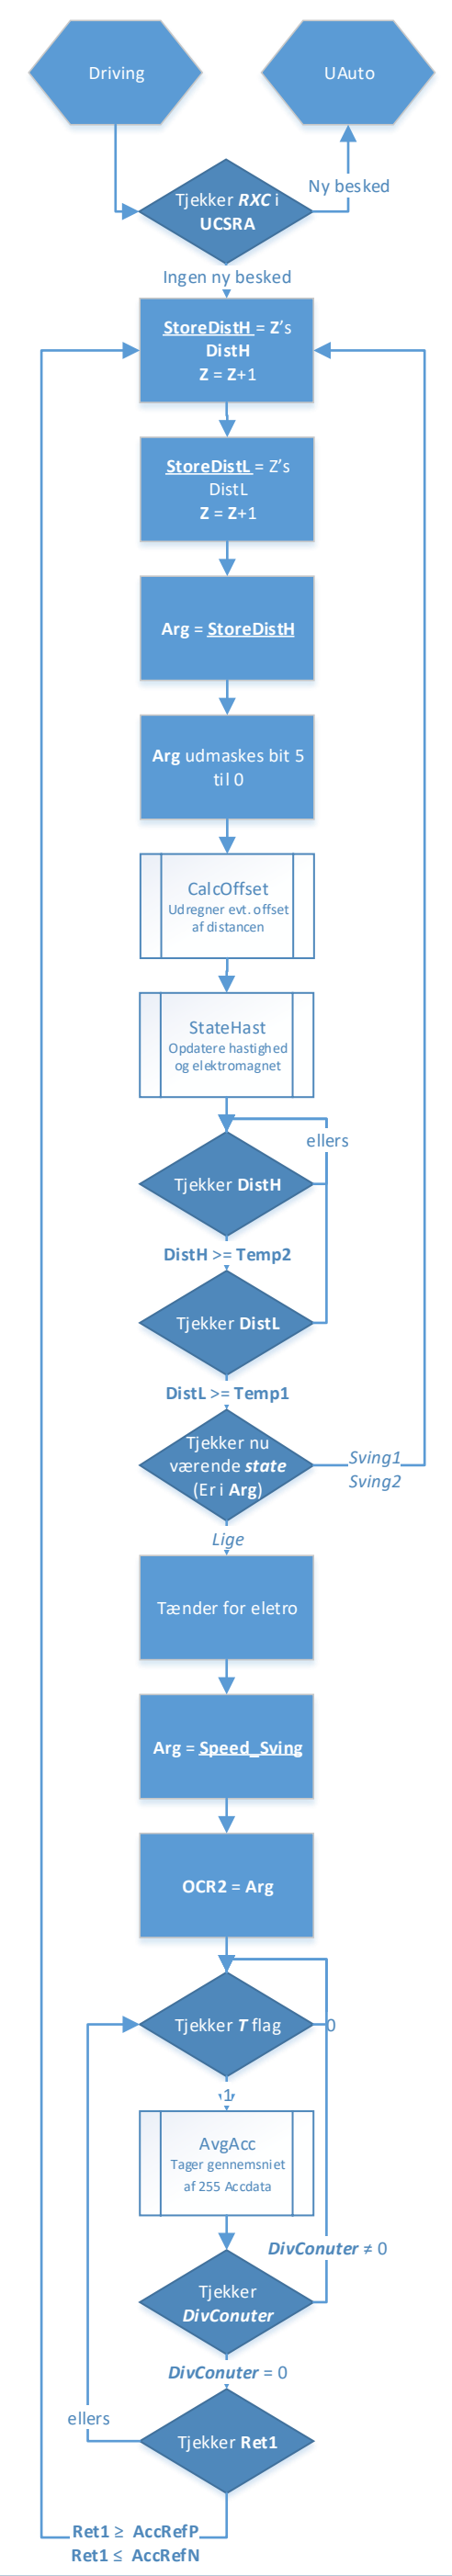 Driving
UAuto
Tjekker RXC i
UCSRA
Ny besked
Ingen ny besked
StoreDistH = Z’s
DistH
Z = Z+1
StoreDistL = Z’s
DistL
Z = Z+1
Arg = StoreDistH
Arg udmaskes bit 5
til 0
CalcOffset
Udregner evt. offset
af distancen
StateHast
Opdatere hastighed
og elektromagnet
ellers
Tjekker DistH
DistH >= Temp2
Tjekker DistL
DistL >= Temp1
Tjekker nu
værende state
(Er i Arg)
Sving1
Sving2
Lige
Tænder for eletro
Arg = Speed_Sving
OCR2 = Arg
Tjekker T flag
0
1
AvgAcc
Tager gennemsniet
af 255 Accdata
DivConuter ≠ 0
Tjekker
DivConuter
DivConuter = 0
ellers
Tjekker Ret1
Ret1 ≥ AccRefP
Ret1 ≤ AccRefN